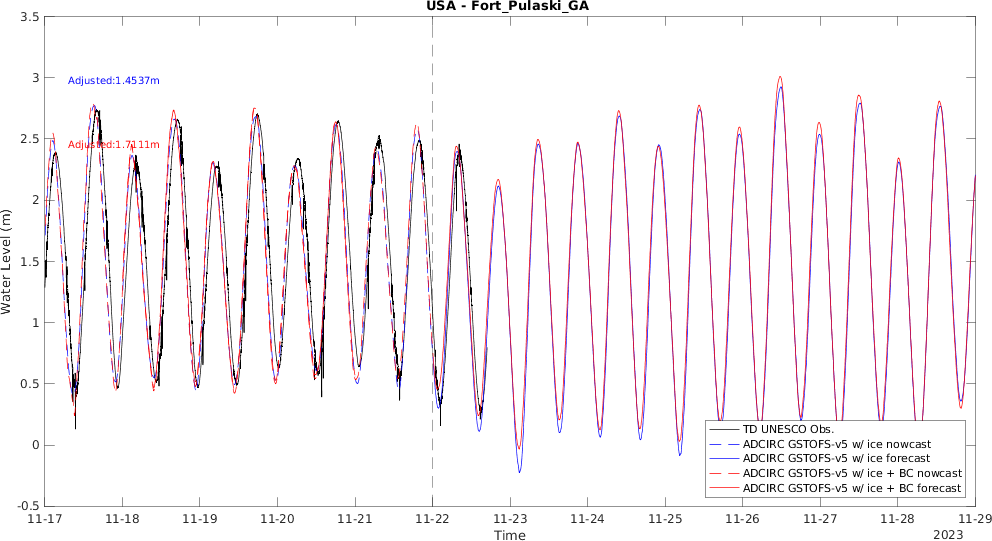 USA - Fort_Pulaski_GA
Water Level (m)
3.5
3
2.5
2
1.5
1
0.5
0
-0.5
Adjusted:1.4537m
Adjusted:1.7111m
TD UNESCO Obs.
ADCIRC GSTOFS-v5 w/ ice nowcast
ADCIRC GSTOFS-v5 w/ ice forecast
ADCIRC GSTOFS-v5 w/ ice + BC nowcast
ADCIRC GSTOFS-v5 w/ ice + BC forecast
11-17 11-18 11-19 11-20 11-21 11-22 11-23 11-24 11-25 11-26 11-27 11-28 11-29
Time
2023